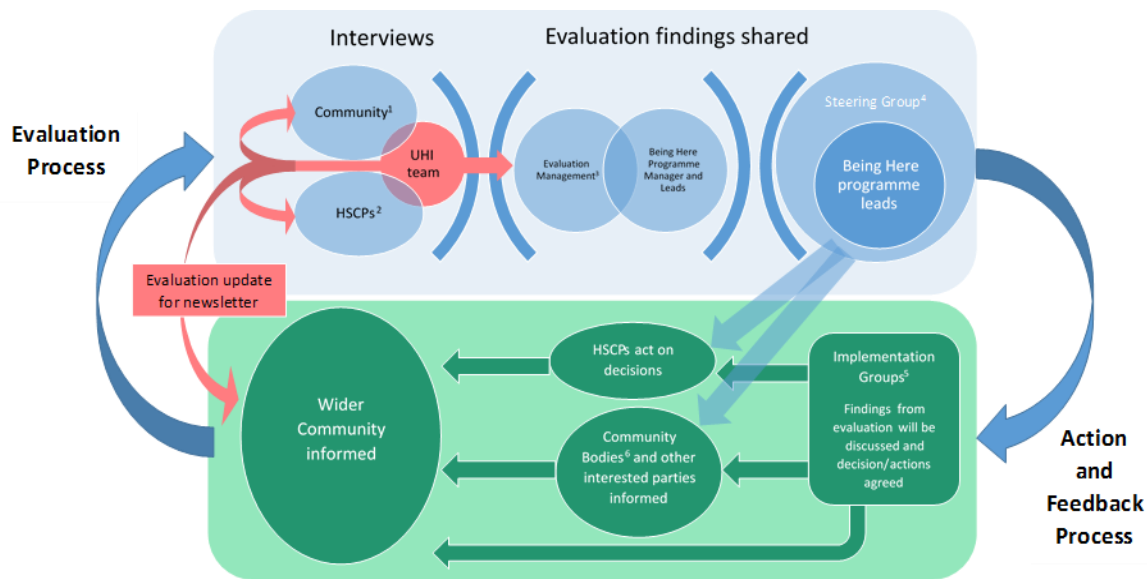 Interviews
Evaluation findings shared
Evaluation
Process
Community¹
UHI
team
HSCPs²
Evaluation
Management³
Being Here
Programme
Manager and
Leads
Steering Group⁴
Being Here
programme
leads
Evaluation update
for newsletter
Wider
Community
informed
HSCPs act on
decisions
Community
Bodies⁶ and other
interested parties
informed
Implementation
Groups⁵
Findings from
evaluation will be
discussed and
decision/actions
agreed
Action
and
Feedback
Process